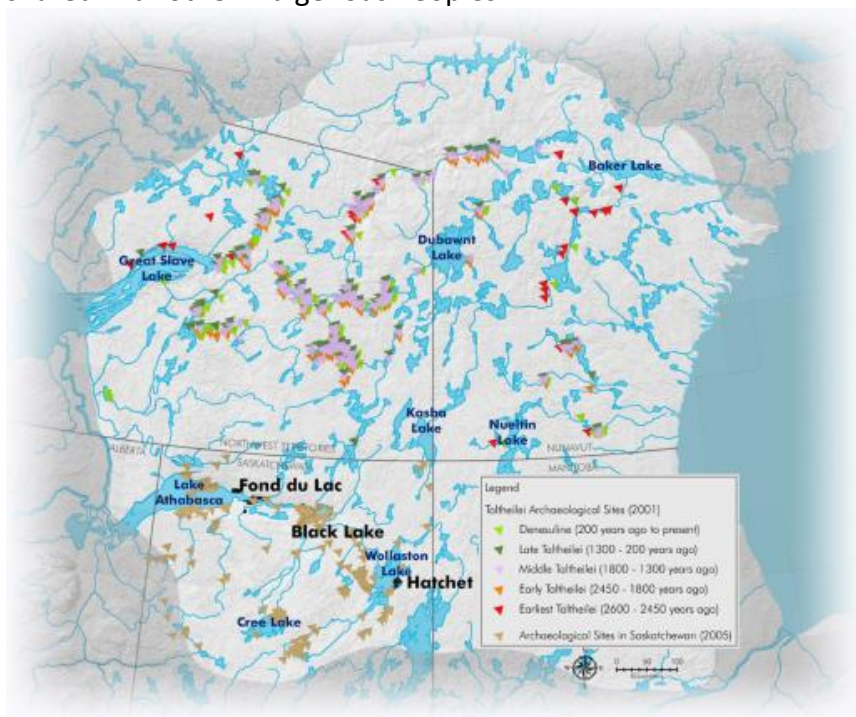 Baker Lake
Dubawnt
Lake
Great Slave
Lake
Kasba
Lake
Nueltin
Lake
ALBERTA
NORTHWEST TERRITORIES
SASKATCHEWAN
NUNAVUT
MANITOBA
Lake
Athabasca
Fond du Lac
Black Lake
Wollaston
Lake
Hatchet
Cree Lake
Legend
Taltheilei Archaeological Sites (2001)
Denesuline (200 years ago to present)
Late Taltheilei (1300 - 200 years ago)
Middle Taltheilei (1800 - 1300 years ago)
Early Taltheilei (2450 - 1800 years ago)
Earliest Taltheilei (2600 - 2450 years ago)
Archaeological Sites in Saskatchewan (2005)
0 50 100